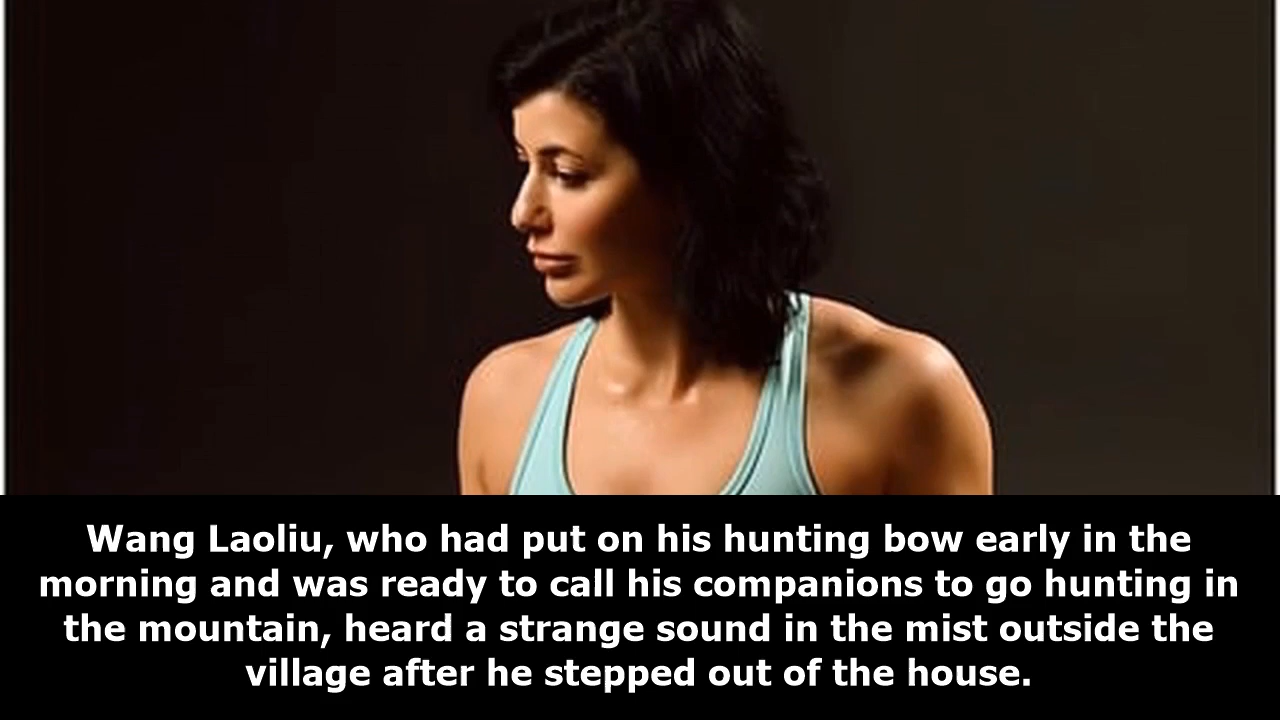 Wang Laoliu, who had put on his hunting bow early in the
morning and was ready to call his companions to go hunting in
the mountain, heard a strange sound in the mist outside the
village after he stepped out of the house.